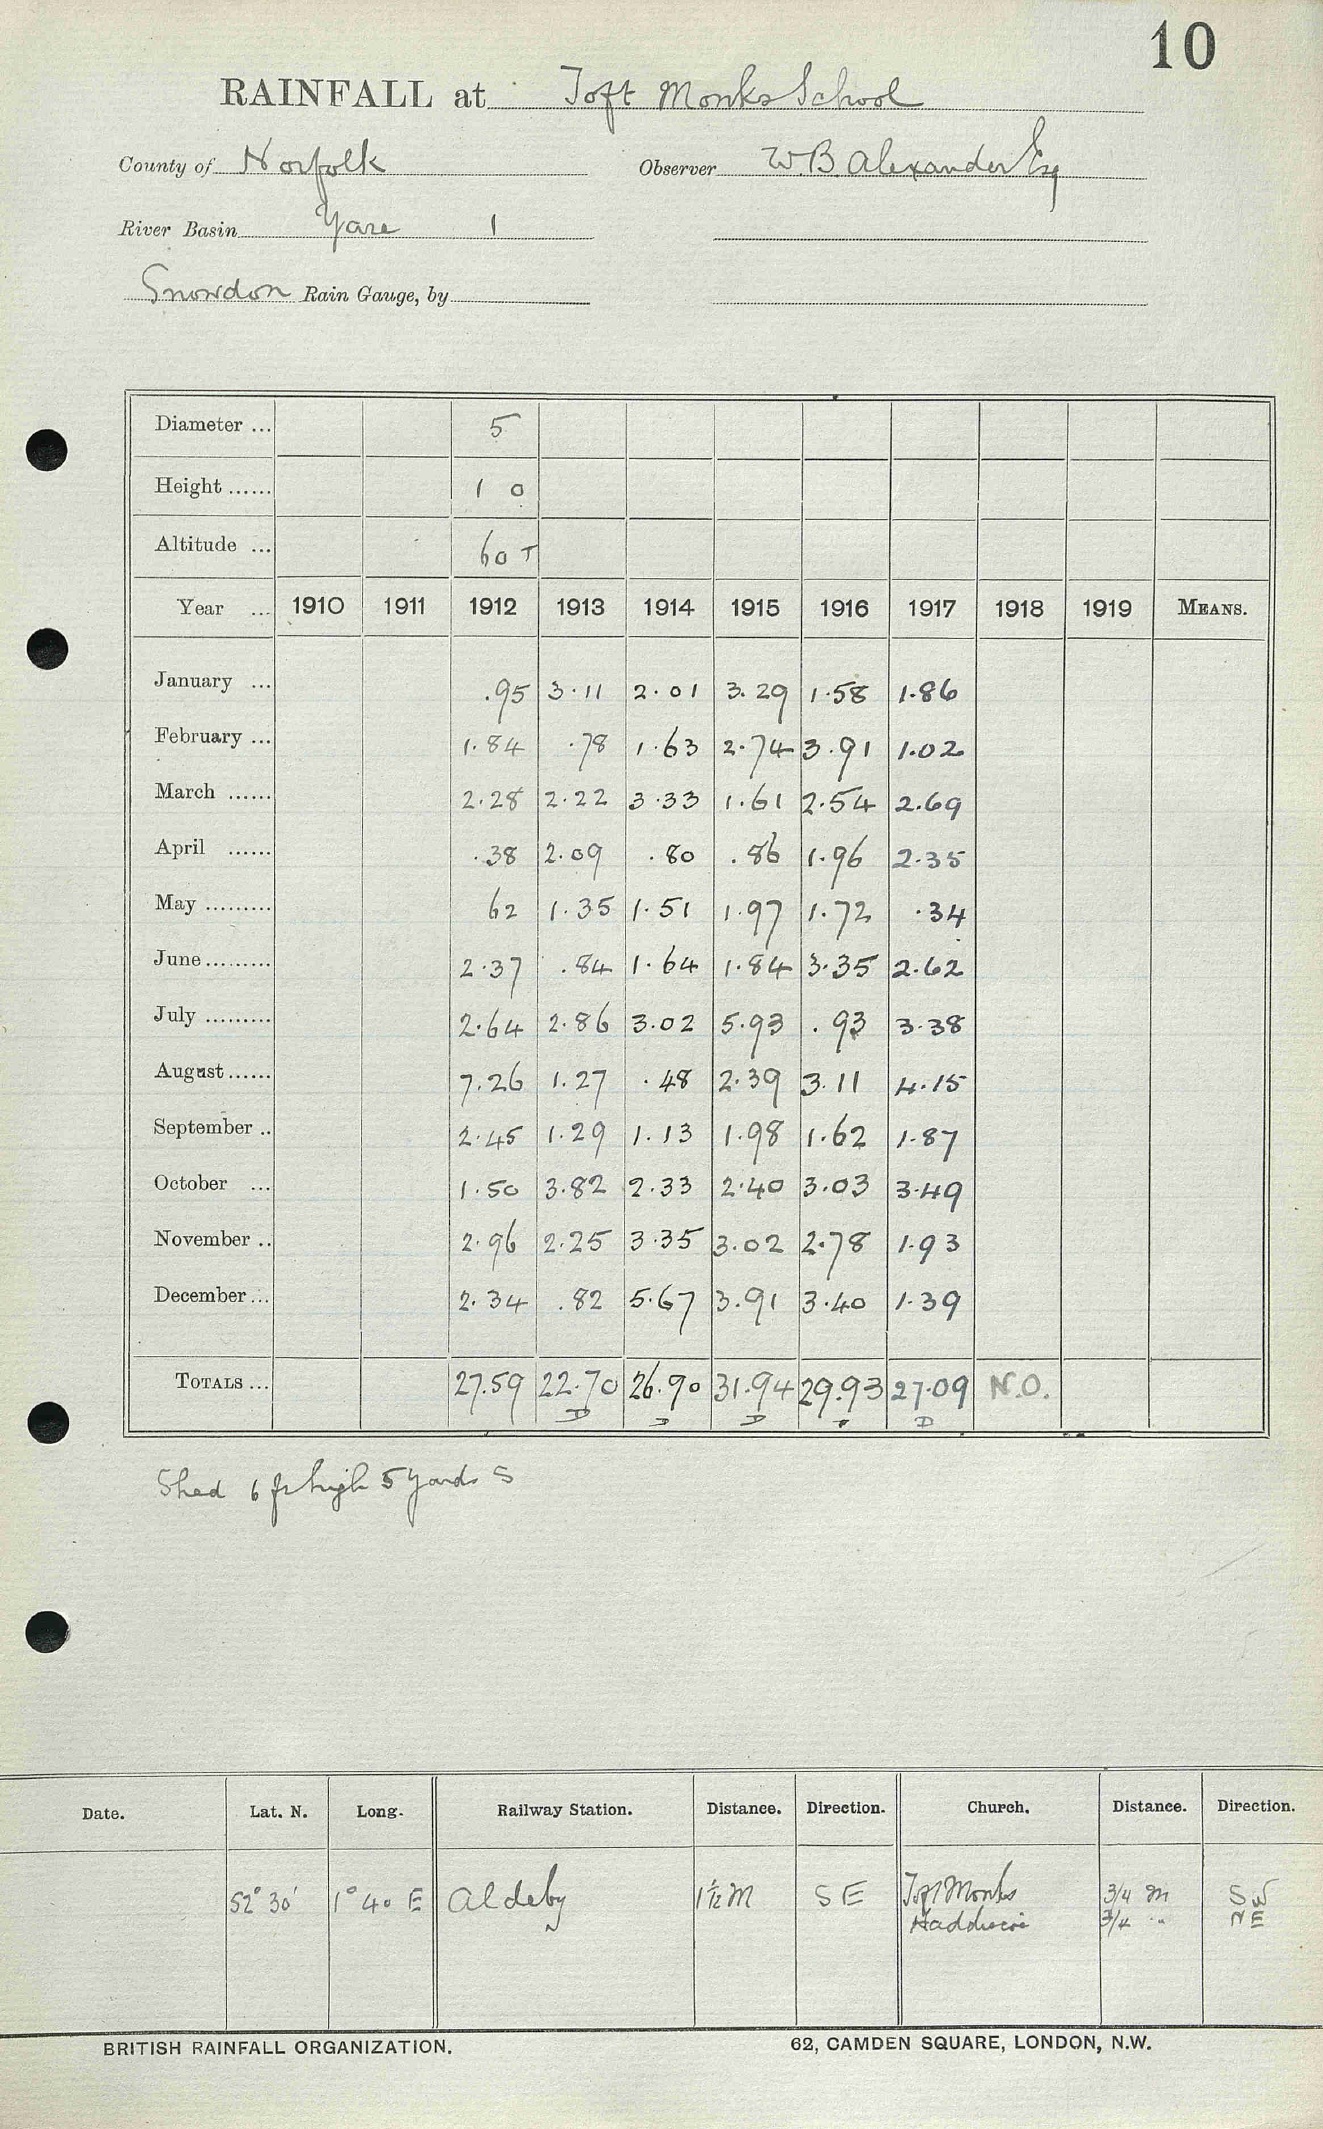 10
RAINFALL at Toft Monks School
County of Norfolk Observer W.B. Alexander Esq
River Basin Yare 1
Snowdon Rain Gauge, by
Diameter ... 5
Height ...... 1 0
Altitude ... 60 T
Year ... 1910 1911 1912 1913 1914 1915 1916 1917 1918 1919 MEANS.
January ... .95 3.11 2.01 3.29 1.58 1.86
February ... 1.84 .78 1.63 2.74 3.91 1.02
March ...... 2.28 2.22 3.33 1.61 2.54 2.69
April ...... .38 2.09 .80 .86 1.96 2.35
May ......... 62 1.35 1.51 1.97 1.72 .34
June ......... 2.37 .84 1.64 1.84 3.35 2.62
July ......... 2.64 2.86 3.02 5.93 .93 3.38
August ...... 7.26 1.27 .48 2.39 3.11 4.15
September .. 2.45 1.29 1.13 1.98 1.62 1.87
October ... 1.50 3.82 2.33 2.40 3.03 3.49
November .. 2.96 2.25 3.35 3.02 2.78 1.93
December ... 2.34 .82 5.67 3.91 3.40 1.39
TOTALS ... 27.59 22.70 26.90 31.94 29.93 27.09 N.O.
D D D D
Shed 6 ft high 5 yards S
Date. Lat. N. Long. Railway Station. Distance. Direction. Church. Distance. Direction.
52° 30' 1° 40 E Aldeby 1 1/2 M SE Toft Monks 3/4 m SW
3/4 " NE
BRITISH RAINFALL ORGANIZATION. 62, CAMDEN SQUARE, LONDON, N.W.